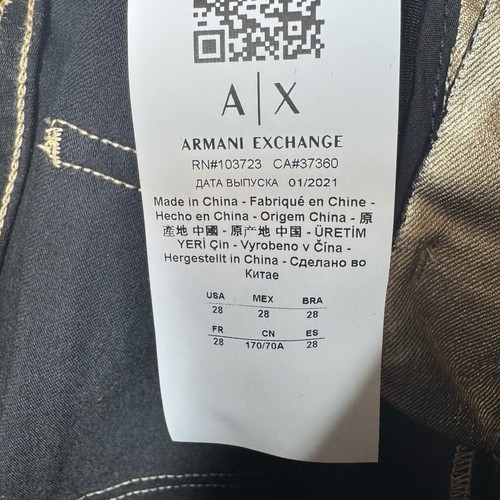 A|X
ARMANI EXCHANGE
RN#103723 CA#37360
ДАТА ВЫПУСКА 01/2021
Made in China - Fabriqué en Chine -
Hecho en China - Origem China - 原
產地 中國 - 原产地 中国 - ÜRETİM
YERİ Çin - Vyrobeno v Čína -
Hergestellt in China - Сделано во
Китае
USA MEX BRA
28 28 28
FR CN ES
28 170/70A 28